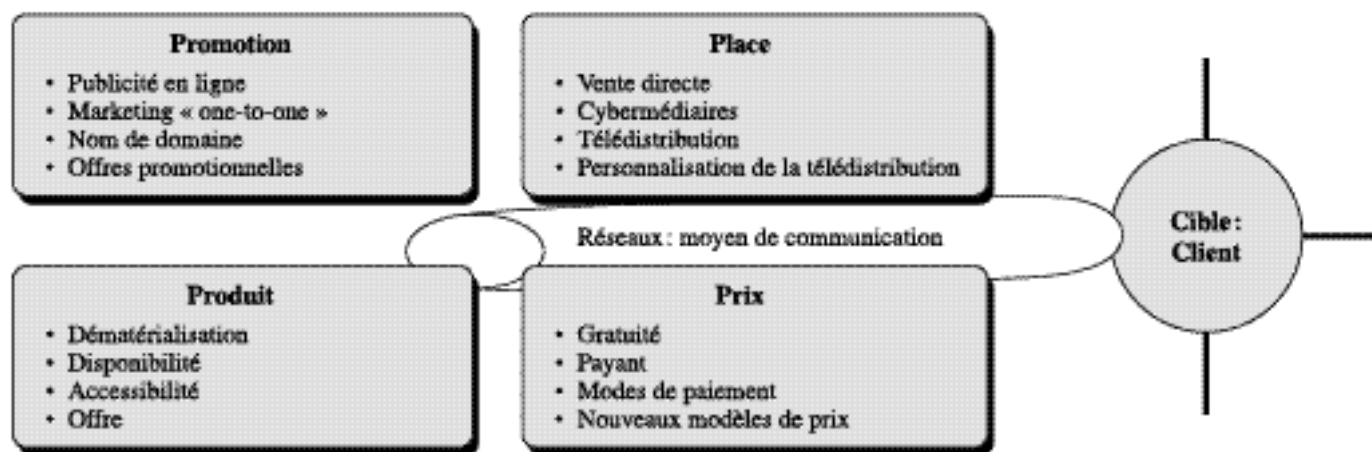 Promotion
• Publicité en ligne
• Marketing « one-to-one »
• Nom de domaine
• Offres promotionnelles
Place
• Vente directe
• Cybermédiaires
• Télédistribution
• Personnalisation de la télédistribution
Réseaux : moyen de communication
Cible :
Client
Produit
• Dématérialisation
• Disponibilité
• Accessibilité
• Offre
Prix
• Gratuité
• Payant
• Modes de paiement
• Nouveaux modèles de prix